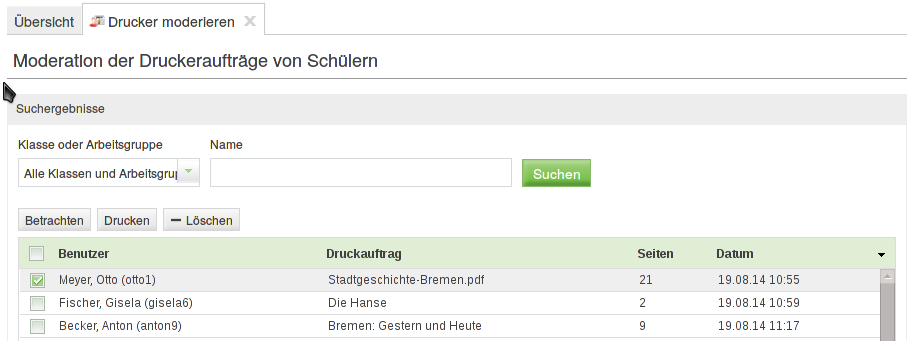 Übersicht Drucker moderieren
Moderation der Druckeraufträge von Schülern
Suchergebnisse
Klasse oder Arbeitsgruppe Name
Alle Klassen und Arbeitsgrup Suchen
Betrachten Drucken Löschen
Benutzer Druckauftrag Seiten Datum
Meyer, Otto (otto1) Stadtgeschichte-Bremen.pdf 21 19.08.14 10:55
Fischer, Gisela (gisela6) Die Hanse 2 19.08.14 10:59
Becker, Anton (anton9) Bremen: Gestern und Heute 9 19.08.14 11:17